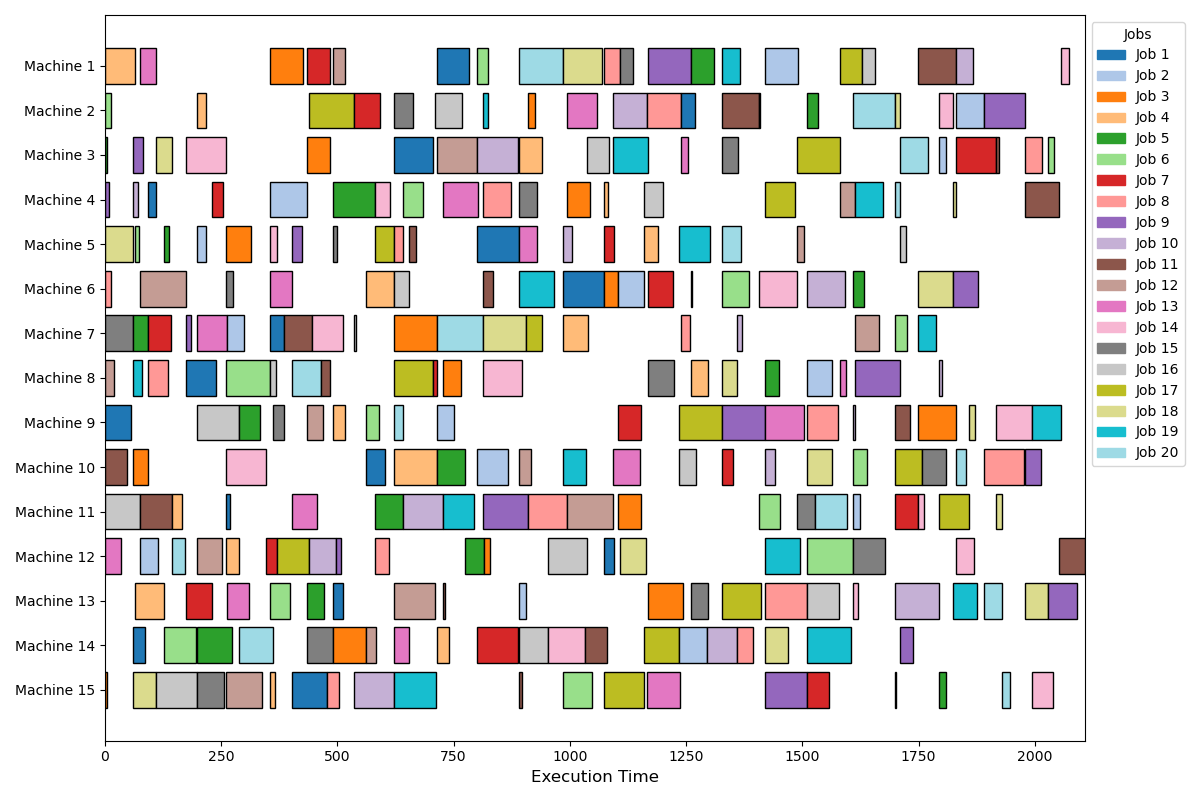 Machine 1
Machine 2
Machine 3
Machine 4
Machine 5
Machine 6
Machine 7
Machine 8
Machine 9
Machine 10
Machine 11
Machine 12
Machine 13
Machine 14
Machine 15
0 250 500 750 1000 1250 1500 1750 2000
Execution Time
Jobs
Job 1
Job 2
Job 3
Job 4
Job 5
Job 6
Job 7
Job 8
Job 9
Job 10
Job 11
Job 12
Job 13
Job 14
Job 15
Job 16
Job 17
Job 18
Job 19
Job 20